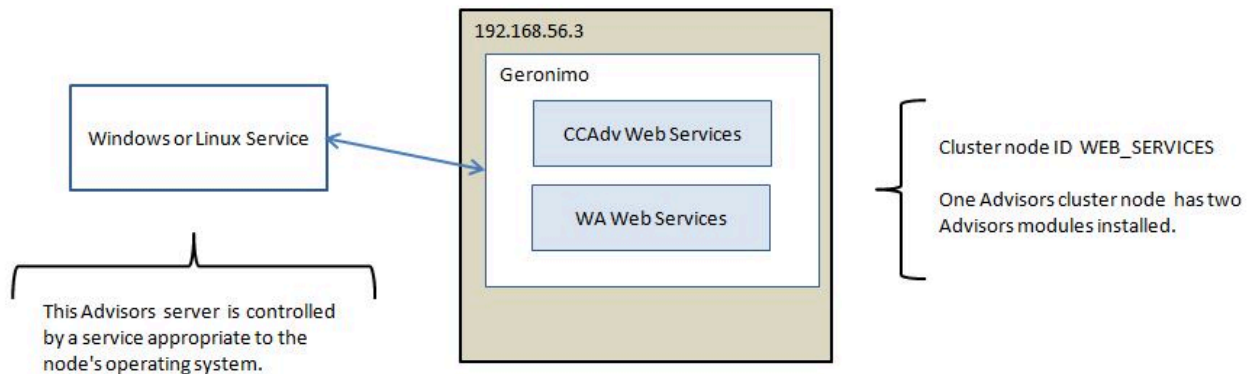 192.168.56.3
Geronimo
Windows or Linux Service
CCAdv Web Services
WA Web Services
Cluster node ID WEB_SERVICES
One Advisors cluster node has two
Advisors modules installed.
This Advisors server is controlled
by a service appropriate to the
node's operating system.